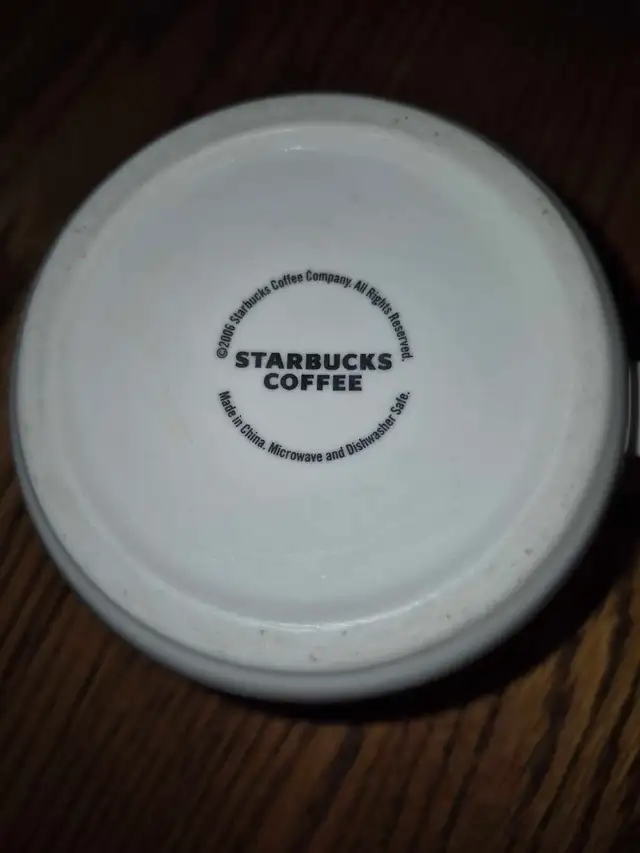 ©2006 Starbucks Coffee Company. All Rights Reserved.
STARBUCKS
COFFEE
Made in China. Microwave and Dishwasher Safe.